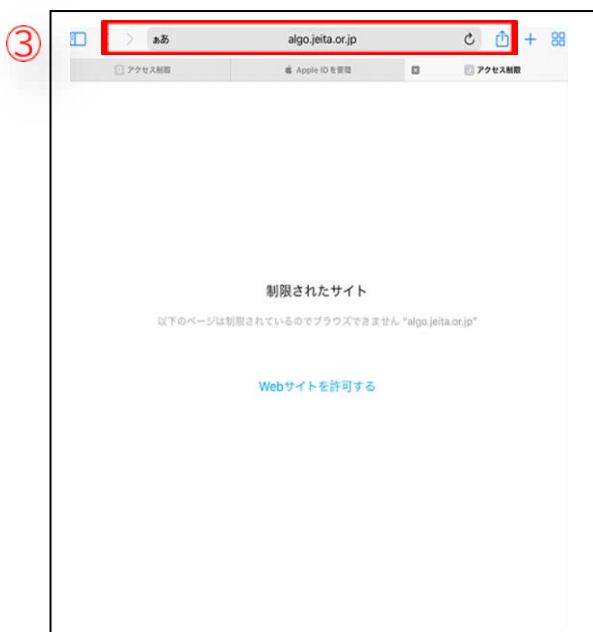 ③
ぁあ algo.jeita.or.jp
アクセス制限 Apple ID を管理 アクセス制限
制限されたサイト
以下のページは制限されているのでブラウズできません "algo.jeita.or.jp"
Webサイトを許可する